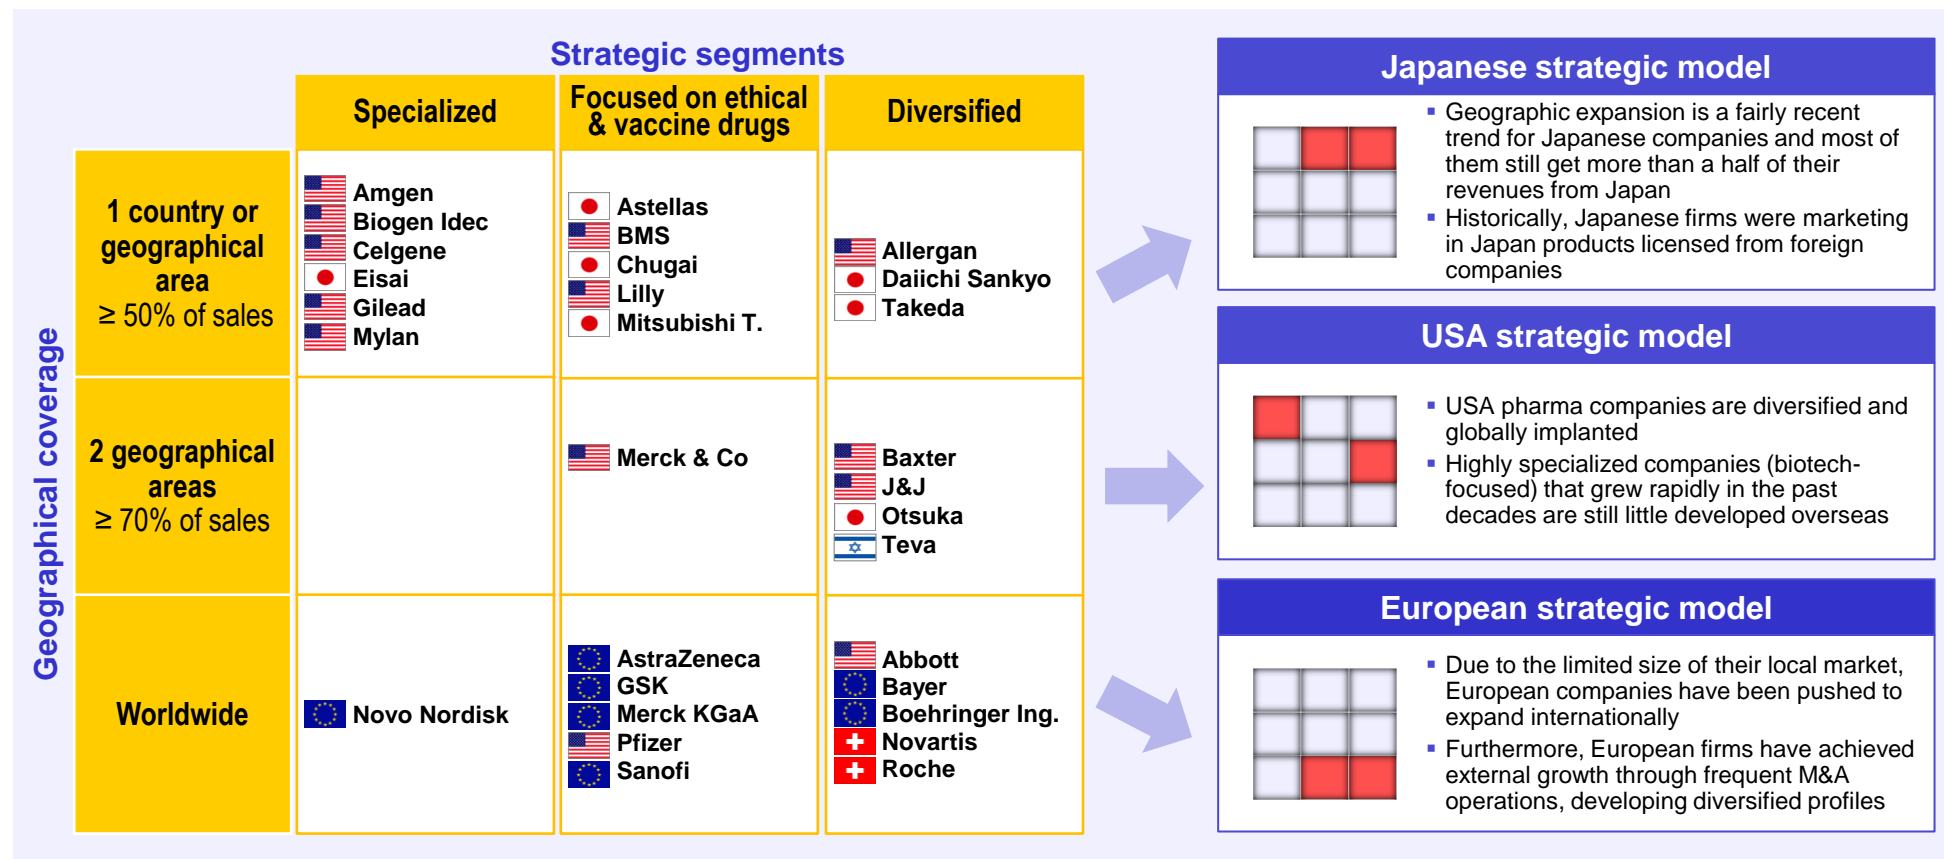 Strategic segments
Specialized
Focused on ethical
& vaccine drugs
Diversified
Geographical coverage
1 country or
geographical
area
≥ 50% of sales
Amgen
Biogen Idec
Celgene
Eisai
Gilead
Mylan
Astellas
BMS
Chugai
Lilly
Mitsubishi T.
Allergan
Daiichi Sankyo
Takeda
2 geographical
areas
≥ 70% of sales
Merck & Co
Baxter
J&J
Otsuka
Teva
Worldwide
Novo Nordisk
AstraZeneca
GSK
Merck KGaA
Pfizer
Sanofi
Abbott
Bayer
Boehringer Ing.
Novartis
Roche
Japanese strategic model
▪ Geographic expansion is a fairly recent
trend for Japanese companies and most of
them still get more than a half of their
revenues from Japan
▪ Historically, Japanese firms were marketing
in Japan products licensed from foreign
companies
USA strategic model
▪ USA pharma companies are diversified and
globally implanted
▪ Highly specialized companies (biotech-
focused) that grew rapidly in the past
decades are still little developed overseas
European strategic model
▪ Due to the limited size of their local market,
European companies have been pushed to
expand internationally
▪ Furthermore, European firms have achieved
external growth through frequent M&A
operations, developing diversified profiles